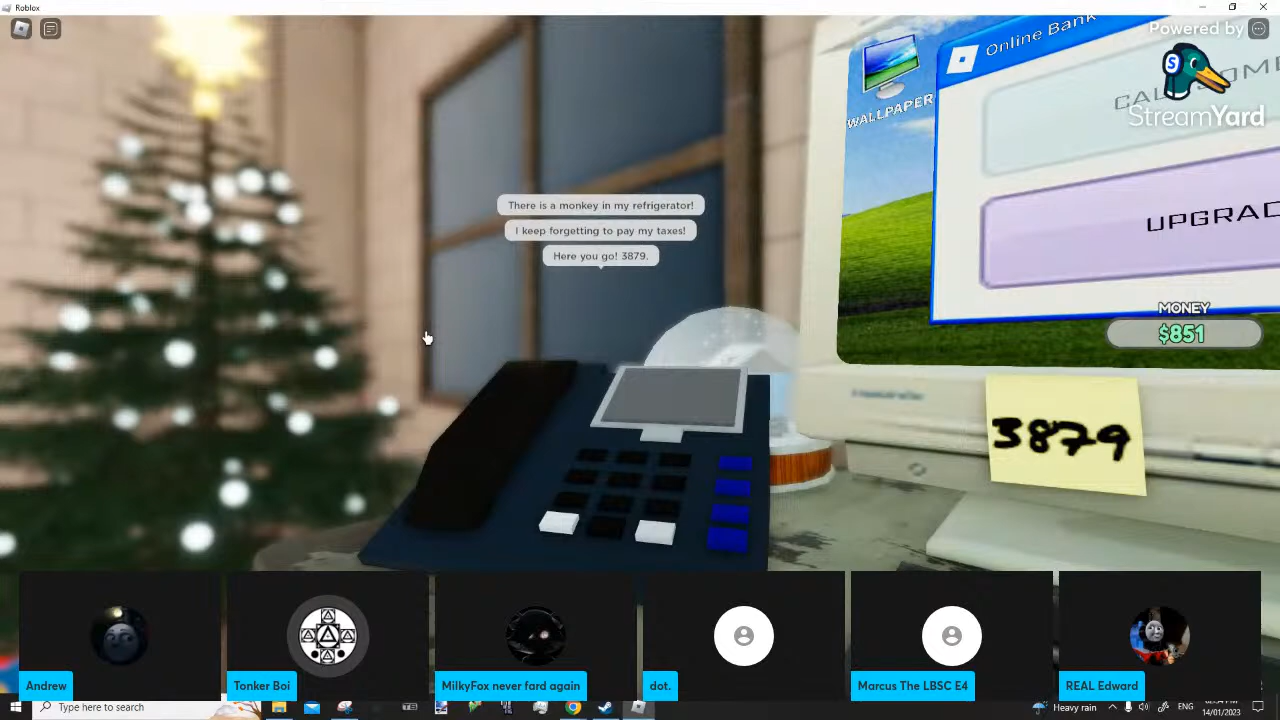 Roblox
Powered by
StreamYard
S
WALLPAPER
Online Bank
UPGRAD
MONEY
$851
There is a monkey in my refrigerator!
I keep forgetting to pay my taxes!
Here you go! 3879.
3879
Andrew
Tonker Boi
MilkyFox never fard again
dot.
Marcus The LBSC E4
REAL Edward
Type here to search
Heavy rain
ENG
14/01/2023